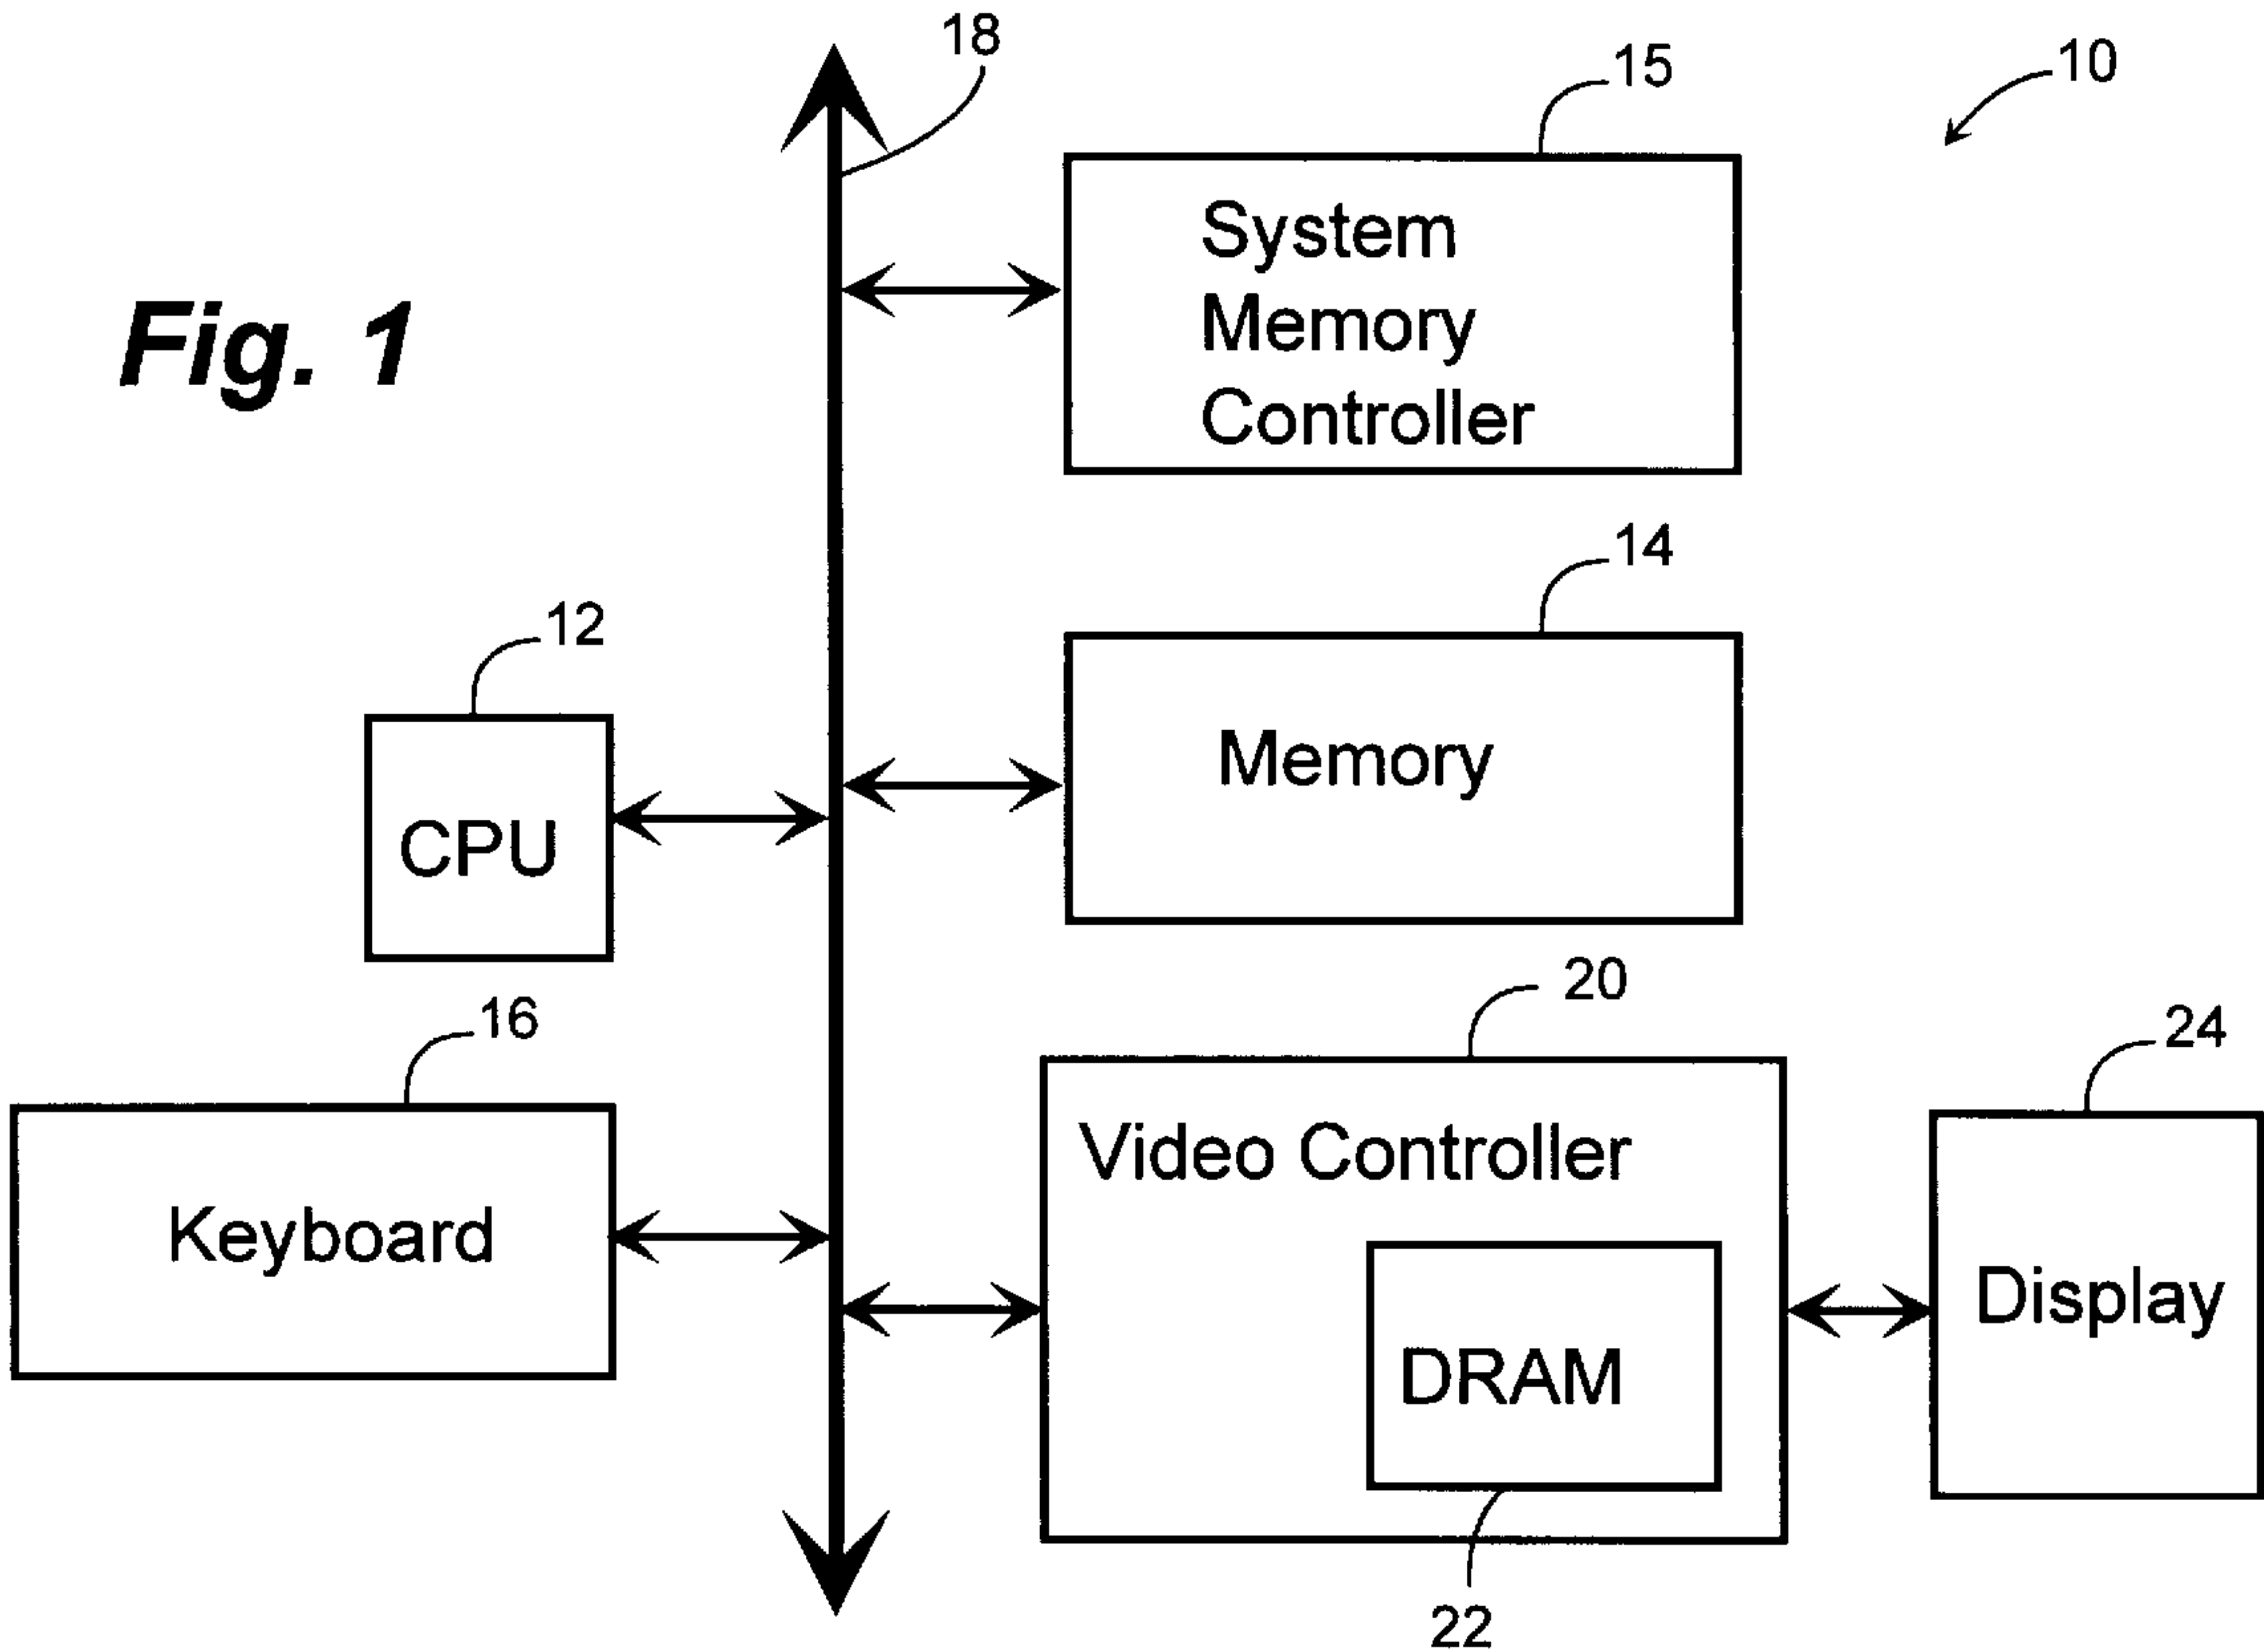 18
15
10
Fig. 1
System
Memory
Controller
14
12
Memory
CPU
20
16
24
Video Controller
Keyboard
Display
DRAM
22